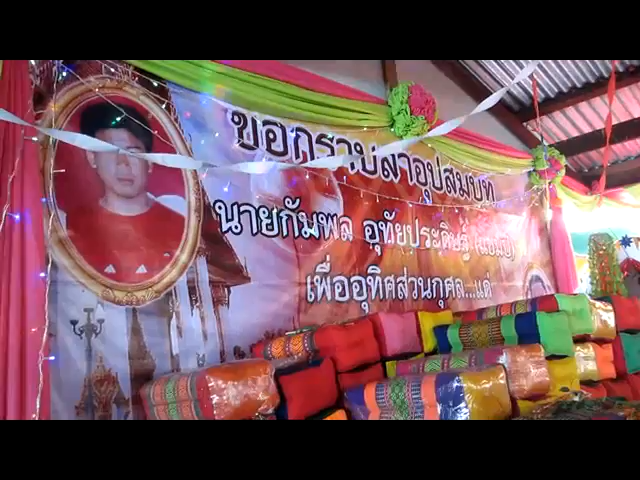 ขอกราบลาอุปสมบท
นายกัมพล อุทัยประดิษฐ์
เพื่ออุทิศส่วนกุศล...แด่